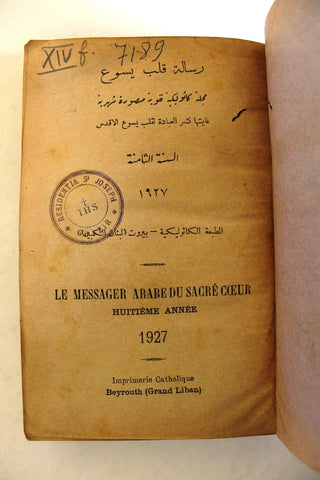 XIV f. 7189
رسالة قلب يسوع
مجلة كاثوليكية تقوية مصورة شهرية
غايتها نشر العبادة لقلب يسوع الاقدس
السنة الثامنة
١٩٢٧
RESIDENTIA Sᵗ JOSEPH
IHS
المطبعة الكاثوليكية - بيروت (لبنان الكبير)
LE MESSAGER ARABE DU SACRÉ CŒUR
HUITIÈME ANNÉE
1927
Imprimerie Catholique
Beyrouth (Grand Liban)